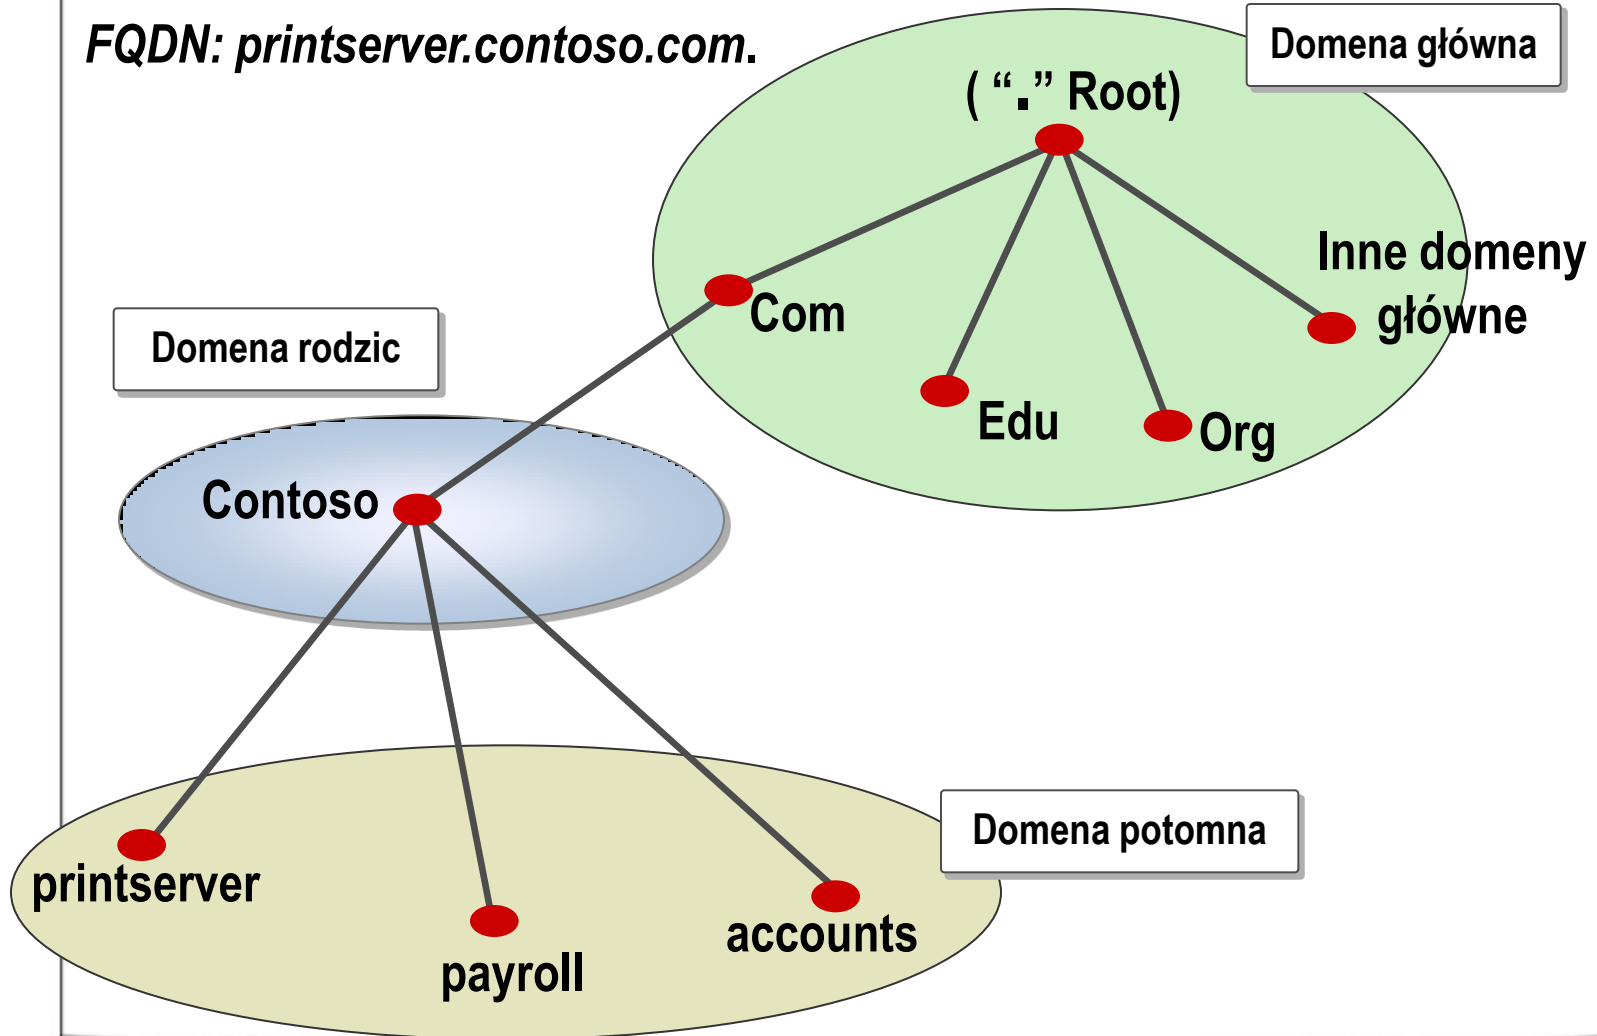 FQDN: printserver.contoso.com.
Domena główna
( “.” Root)
Inne domeny
główne
Com
Domena rodzic
Edu
Org
Contoso
Domena potomna
printserver
accounts
payroll